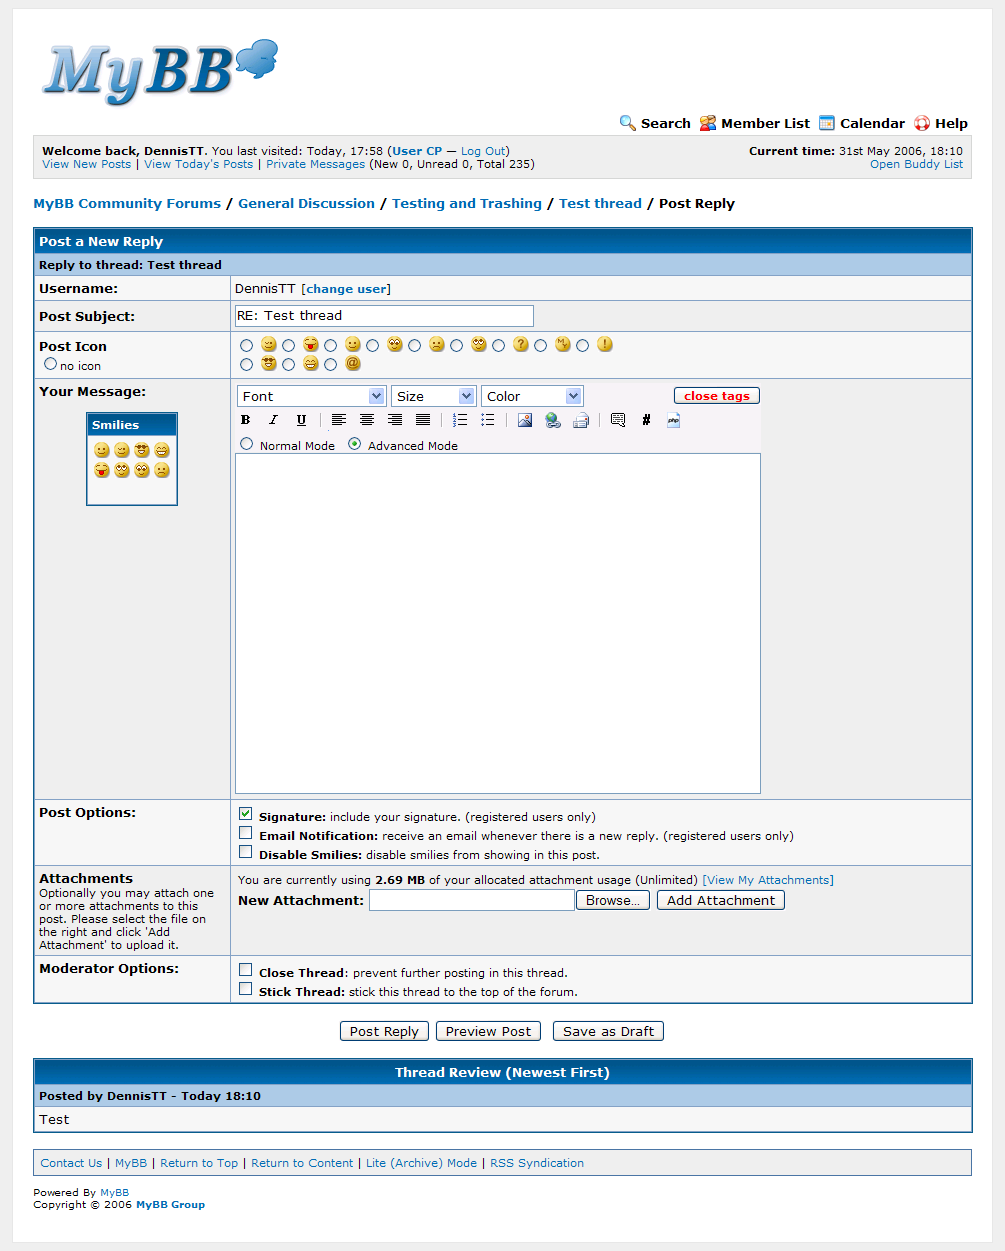 MyBB
Search Member List Calendar Help
Welcome back, DennisTT. You last visited: Today, 17:58 (User CP — Log Out)
Current time: 31st May 2006, 18:10
View New Posts | View Today's Posts | Private Messages (New 0, Unread 0, Total 235)
Open Buddy List
MyBB Community Forums / General Discussion / Testing and Trashing / Test thread / Post Reply
Post a New Reply
Reply to thread: Test thread
Username:
DennisTT [change user]
Post Subject:
RE: Test thread
Post Icon
no icon
Your Message:
Smilies
Font Size Color close tags
B I U # php
Normal Mode Advanced Mode
Post Options:
Signature: include your signature. (registered users only)
Email Notification: receive an email whenever there is a new reply. (registered users only)
Disable Smilies: disable smilies from showing in this post.
Attachments
Optionally you may attach one
or more attachments to this
post. Please select the file on
the right and click 'Add
Attachment' to upload it.
You are currently using 2.69 MB of your allocated attachment usage (Unlimited) [View My Attachments]
New Attachment: Browse... Add Attachment
Moderator Options:
Close Thread: prevent further posting in this thread.
Stick Thread: stick this thread to the top of the forum.
Post Reply Preview Post Save as Draft
Thread Review (Newest First)
Posted by DennisTT - Today 18:10
Test
Contact Us | MyBB | Return to Top | Return to Content | Lite (Archive) Mode | RSS Syndication
Powered By MyBB
Copyright © 2006 MyBB Group